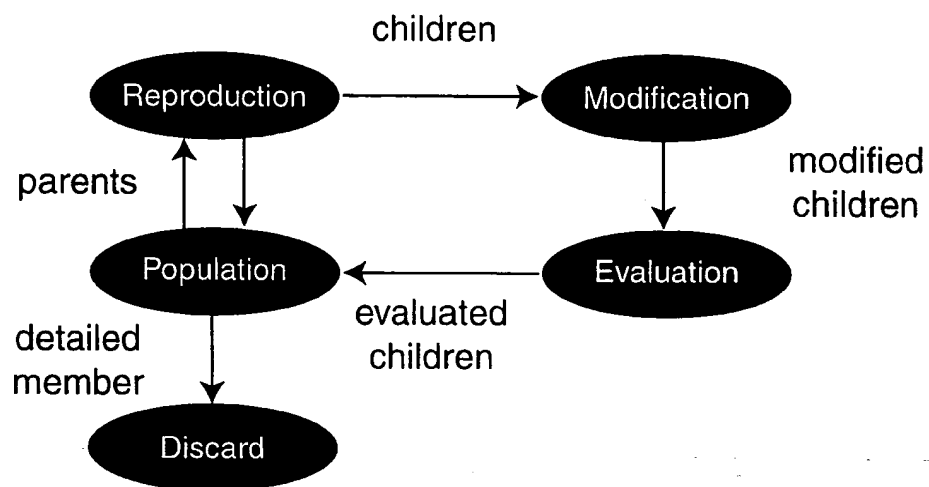 children
Reproduction
Modification
parents
modified
children
Population
Evaluation
detailed
member
evaluated
children
Discard